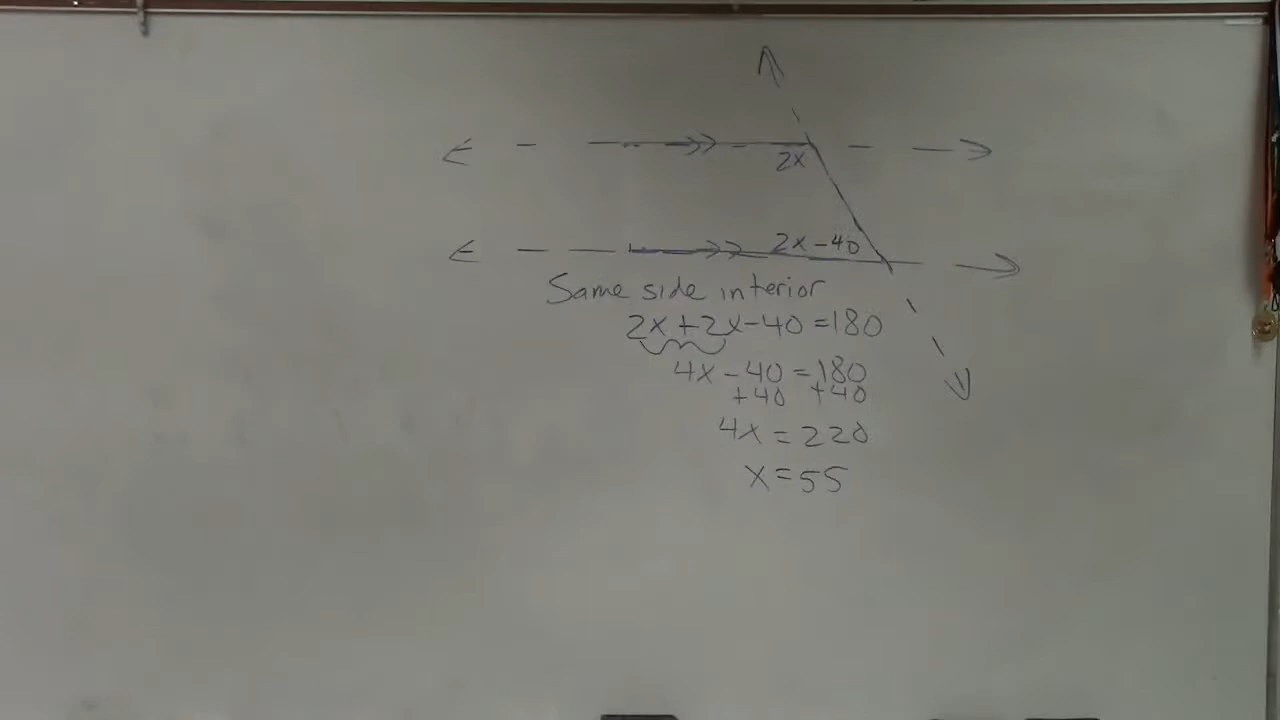 2x
2x-40
Same side interior
2x+2x-40=180
4x-40=180
+40 +40
4x=220
x=55